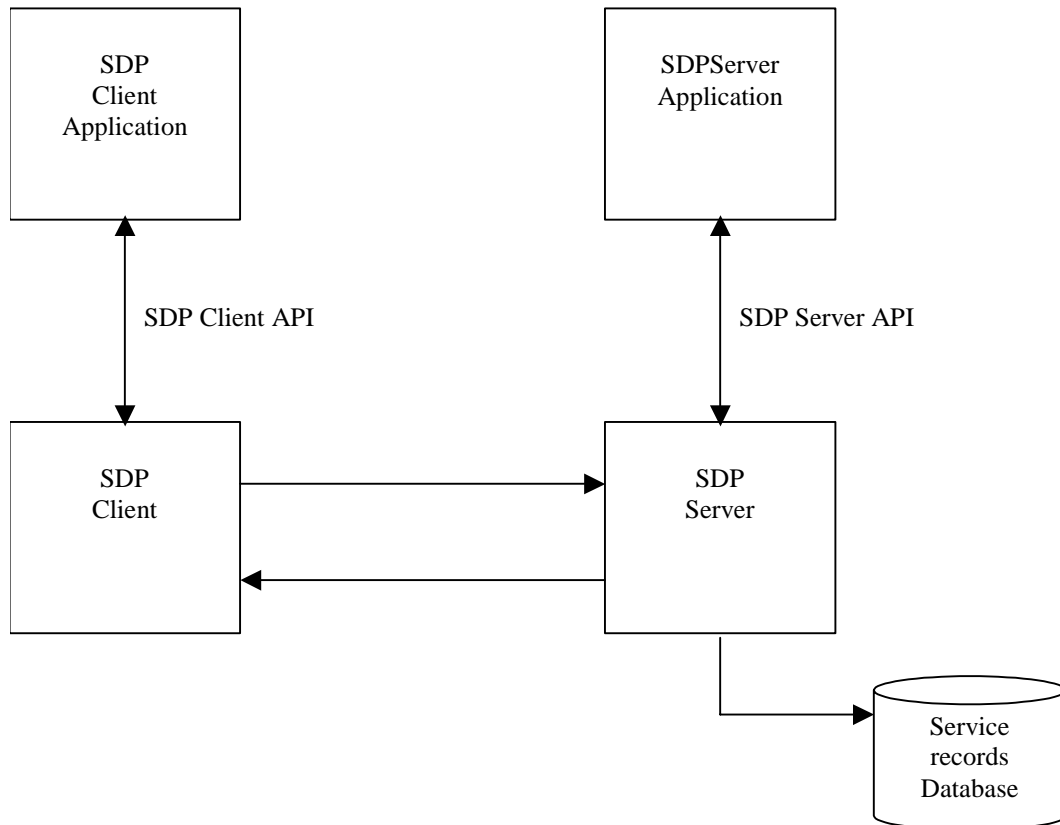 SDP
Client
Application
SDPServer
Application
SDP Client API
SDP Server API
SDP
Client
SDP
Server
Service
records
Database